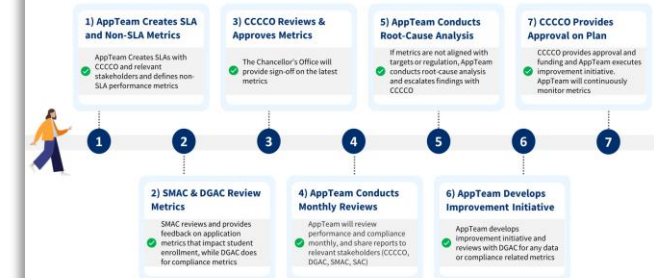 1) AppTeam Creates SLA
and Non-SLA Metrics
AppTeam Creates SLAs with
CCCCO and relevant
stakeholders and defines non-
SLA performance metrics
3) CCCCO Reviews &
Approves Metrics
The Chancellor's Office will
provide sign-off on the latest
metrics
5) AppTeam Conducts
Root-Cause Analysis
If metrics are not aligned with
targets or regulation, AppTeam
conducts root-cause analysis
and escalates findings with
CCCCO
7) CCCCO Provides
Approval on Plan
CCCCO provides approval and
funding and AppTeam executes
improvement initiative.
AppTeam will continuously
monitor metrics
1
2
3
4
5
6
7
2) SMAC & DGAC Review
Metrics
SMAC reviews and provides
feedback on application
metrics that impact student
enrollment, while DGAC does
for compliance metrics
4) AppTeam Conducts
Monthly Reviews
AppTeam will review
performance and compliance
monthly, and share reports to
relevant stakeholders (CCCCO,
DGAC, SMAC, SAC)
6) AppTeam Develops
Improvement Initiative
AppTeam develops
improvement initiative and
reviews with DGAC for any data
or compliance related metrics